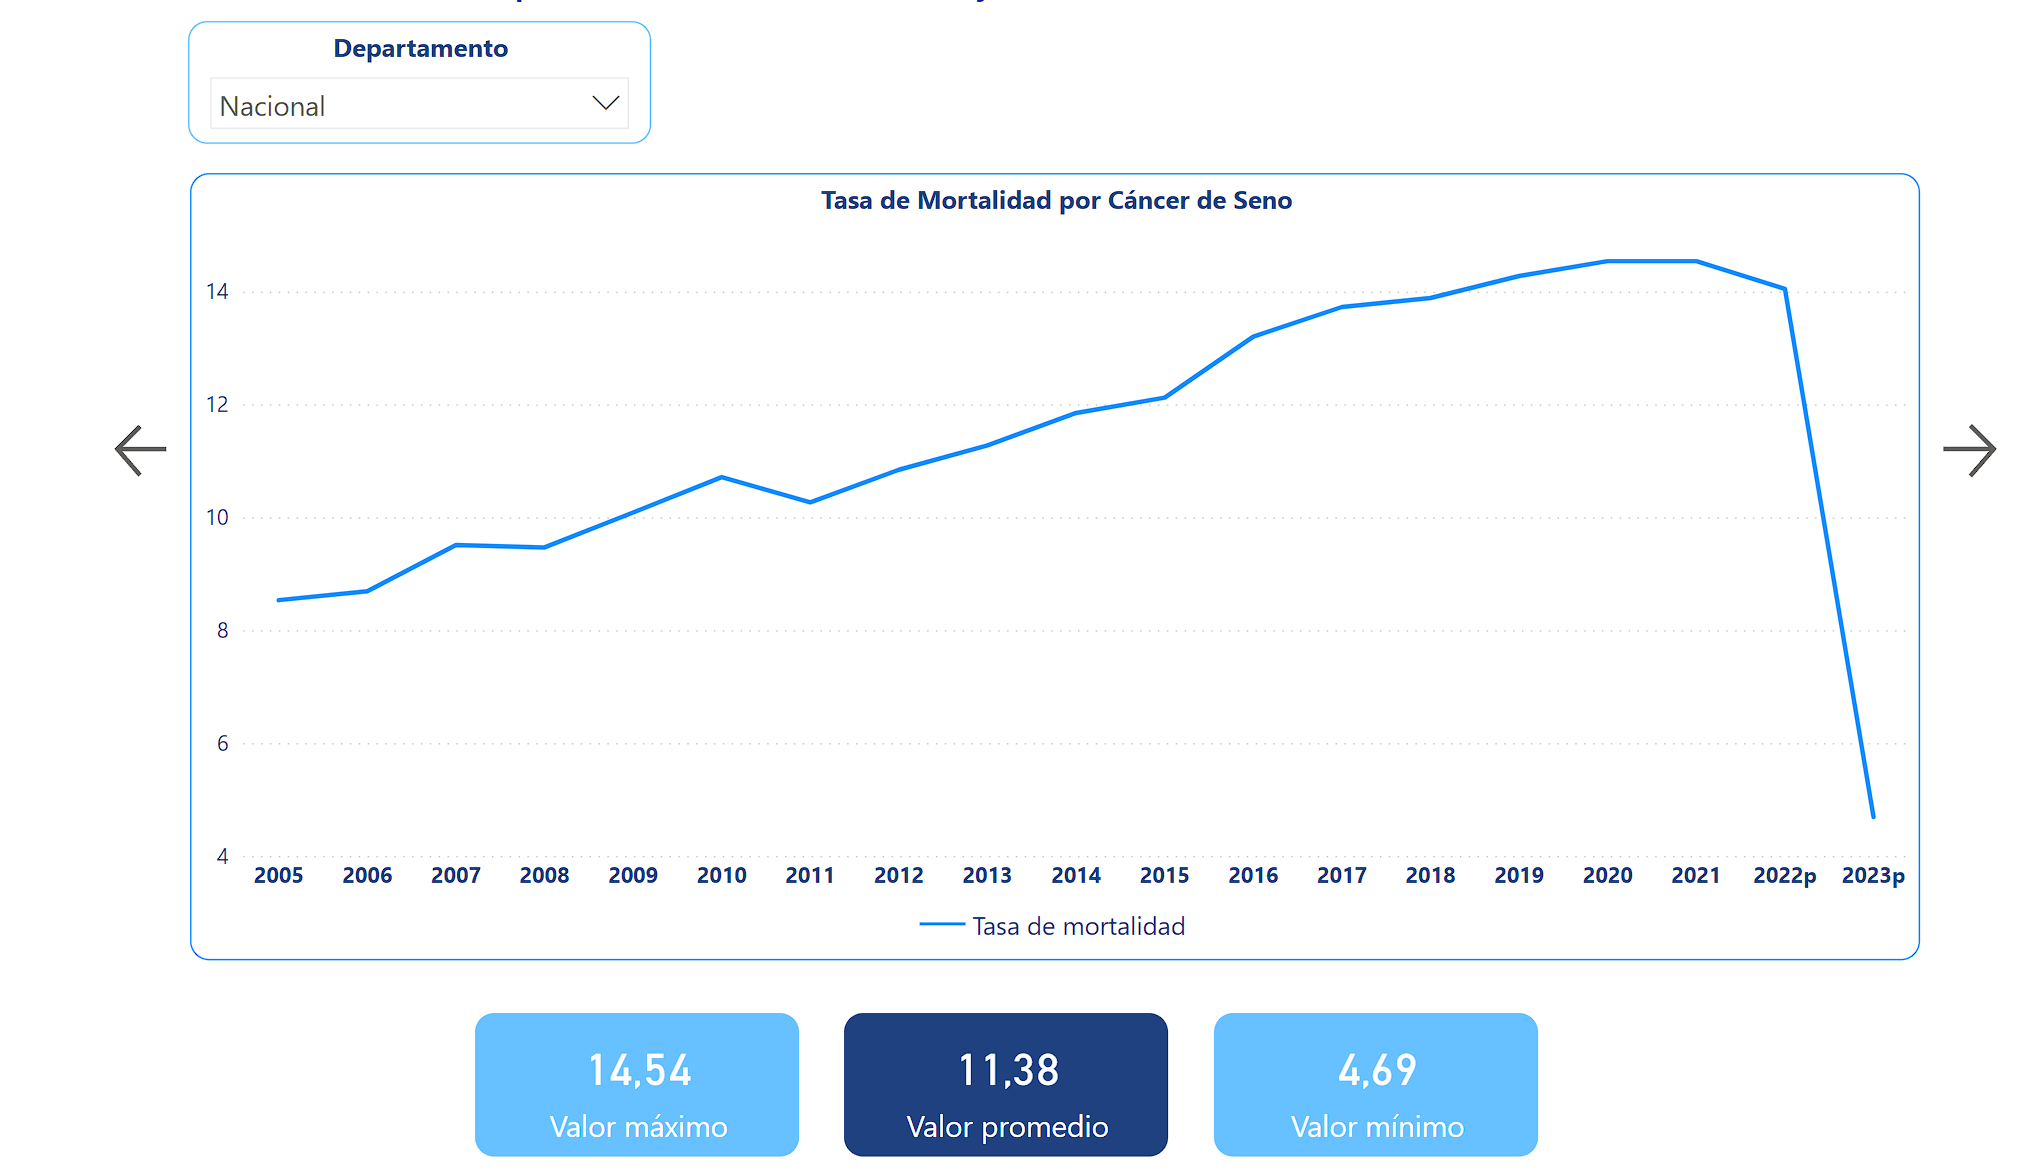 Departamento
Nacional
Tasa de Mortalidad por Cáncer de Seno
14
12
10
8
6
4
2005 2006 2007 2008 2009 2010 2011 2012 2013 2014 2015 2016 2017 2018 2019 2020 2021 2022p 2023p
Tasa de mortalidad
14,54 11,38 4,69
Valor máximo Valor promedio Valor mínimo